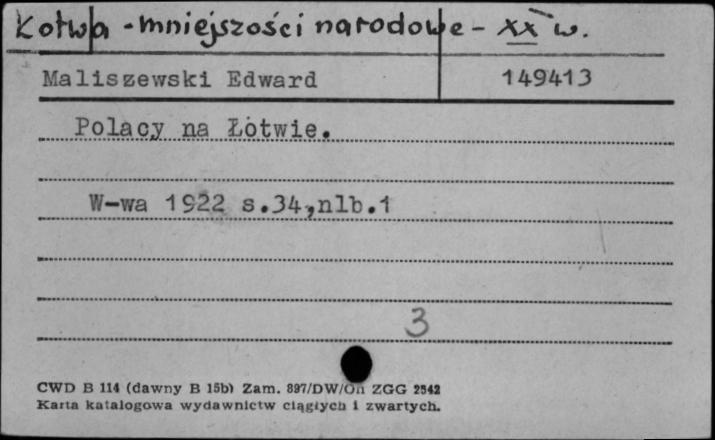 Łotwa - mniejszości narodowe - XX w.
Maliszewski Edward 149413
Polacy na Łotwie.
W-wa 1922 s.34,nlb.1
3
CWD B 114 (dawny B 15b) Zam. 897/DW/On ZGG 2542
Karta katalogowa wydawnictw ciągłych i zwartych.